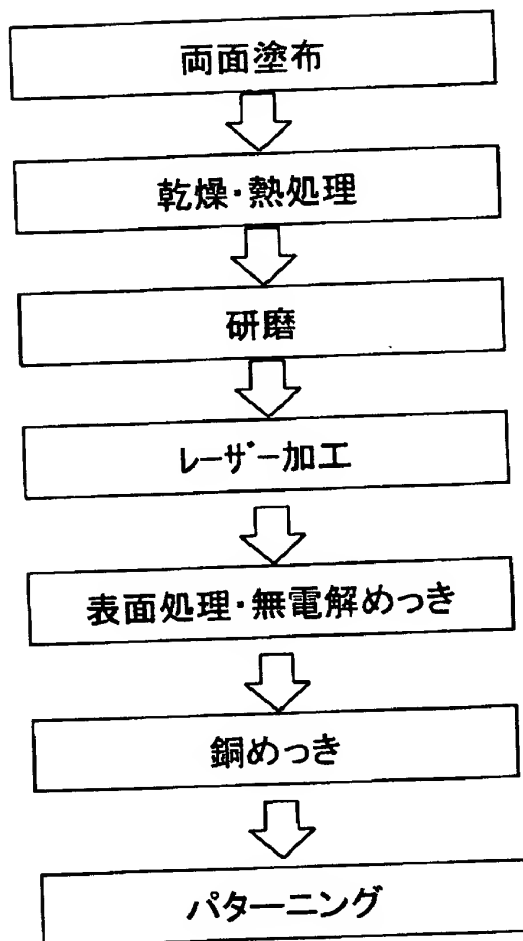 両面塗布
乾燥・熱処理
研磨
レーザー加工
表面処理・無電解めっき
銅めっき
パターニング